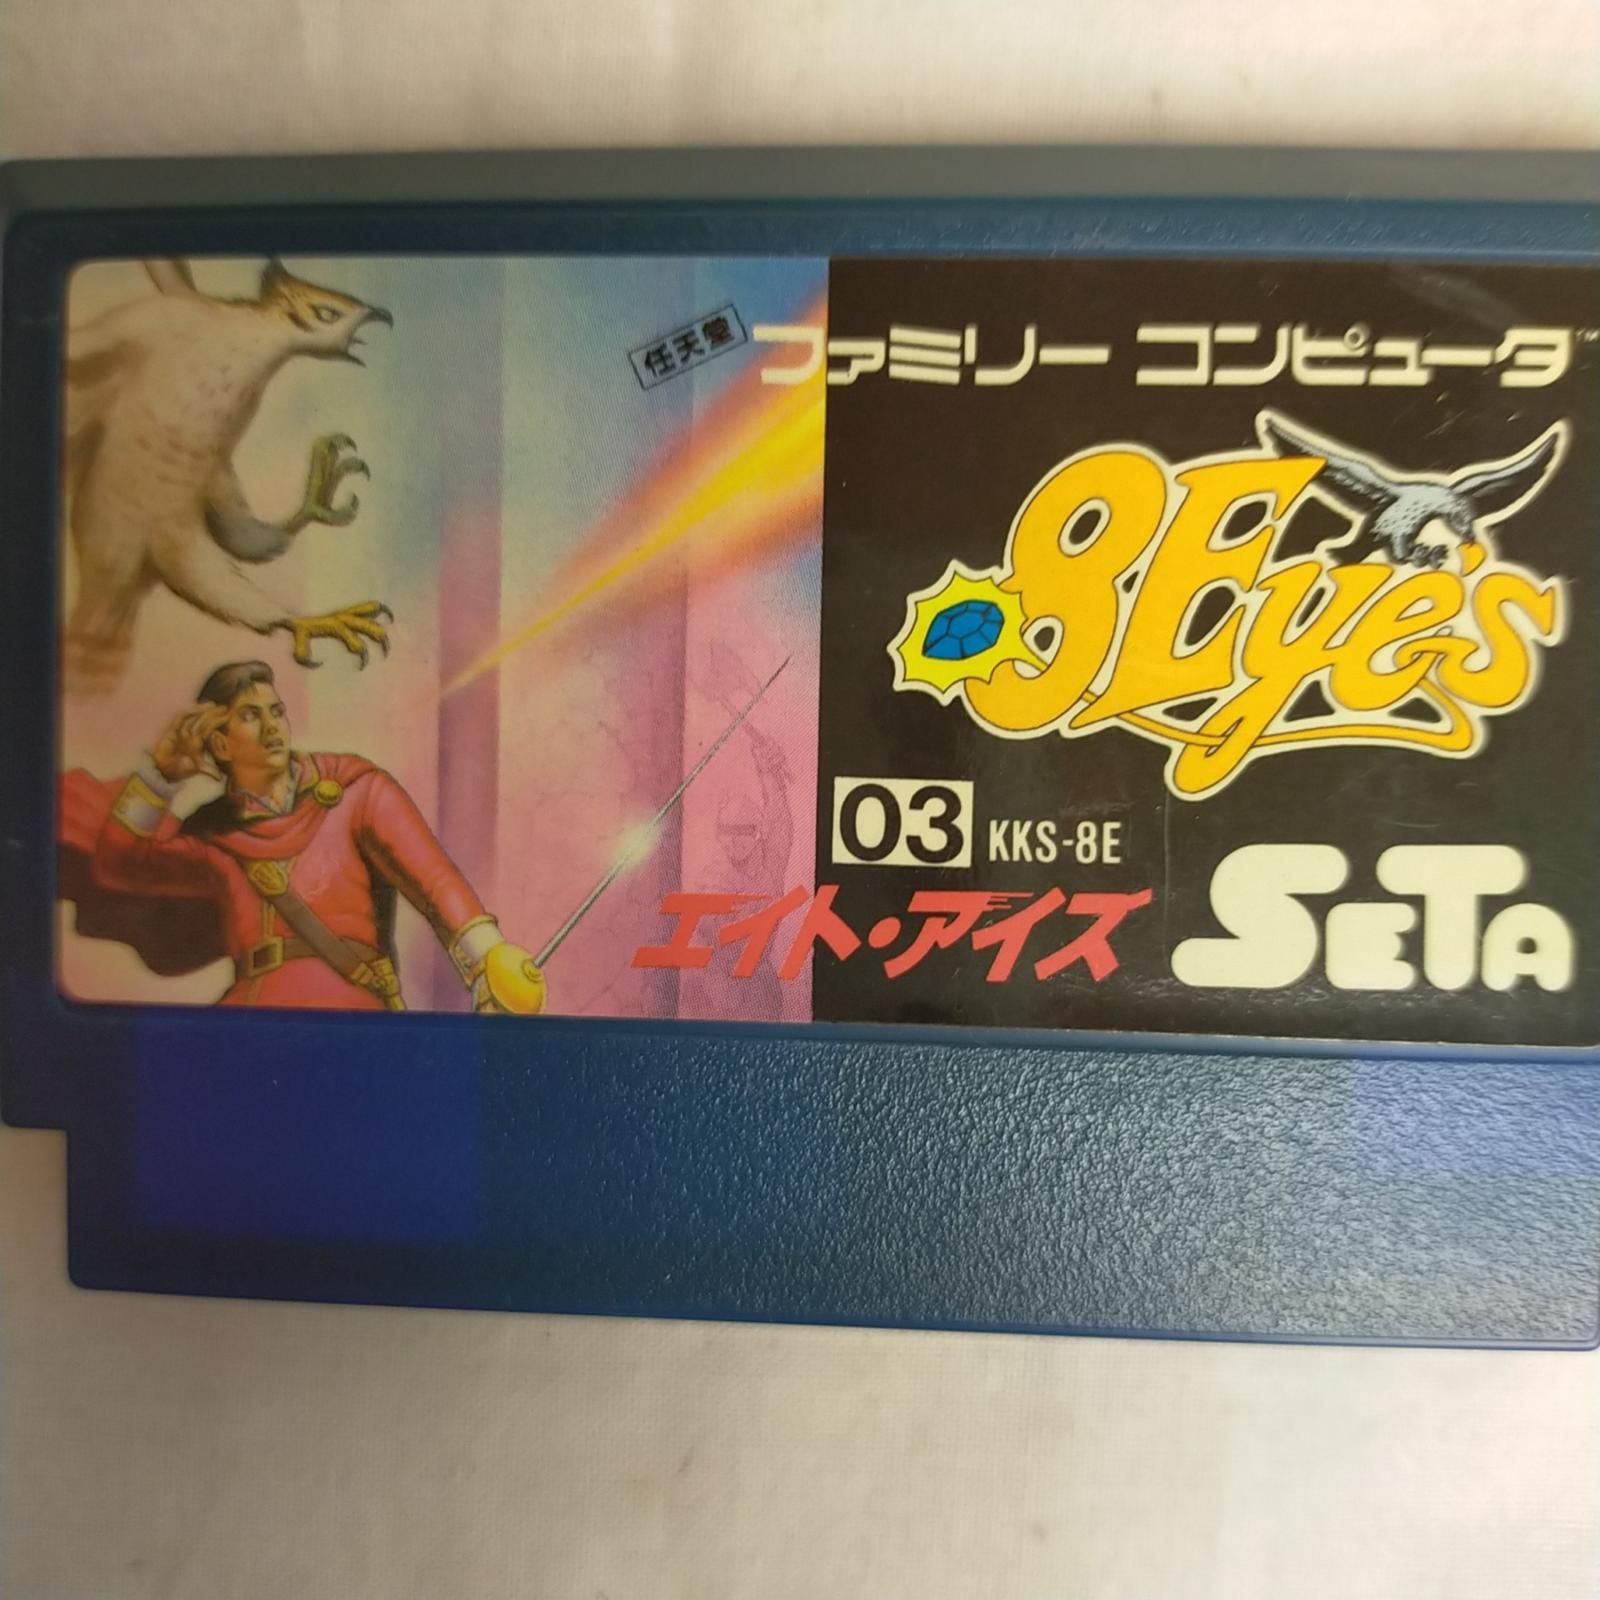 任天堂 ファミリー コンピュータ™
8Eye's
03 KKS-8E
エイト・アイズ
SETA